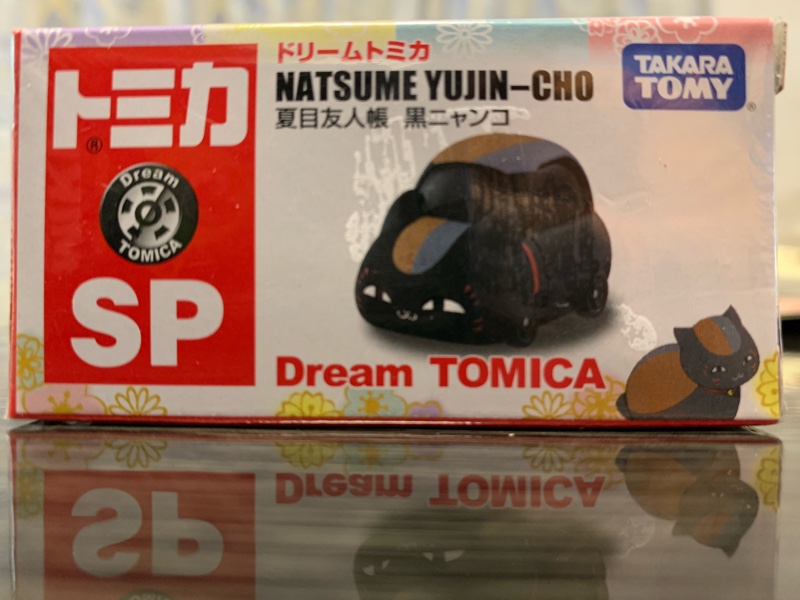 トミカ
®
Dream
TOMICA
SP
ドリームトミカ
NATSUME YUJIN-CHO
夏目友人帳 黒ニャンコ
TAKARA
TOMY
®
Dream TOMICA